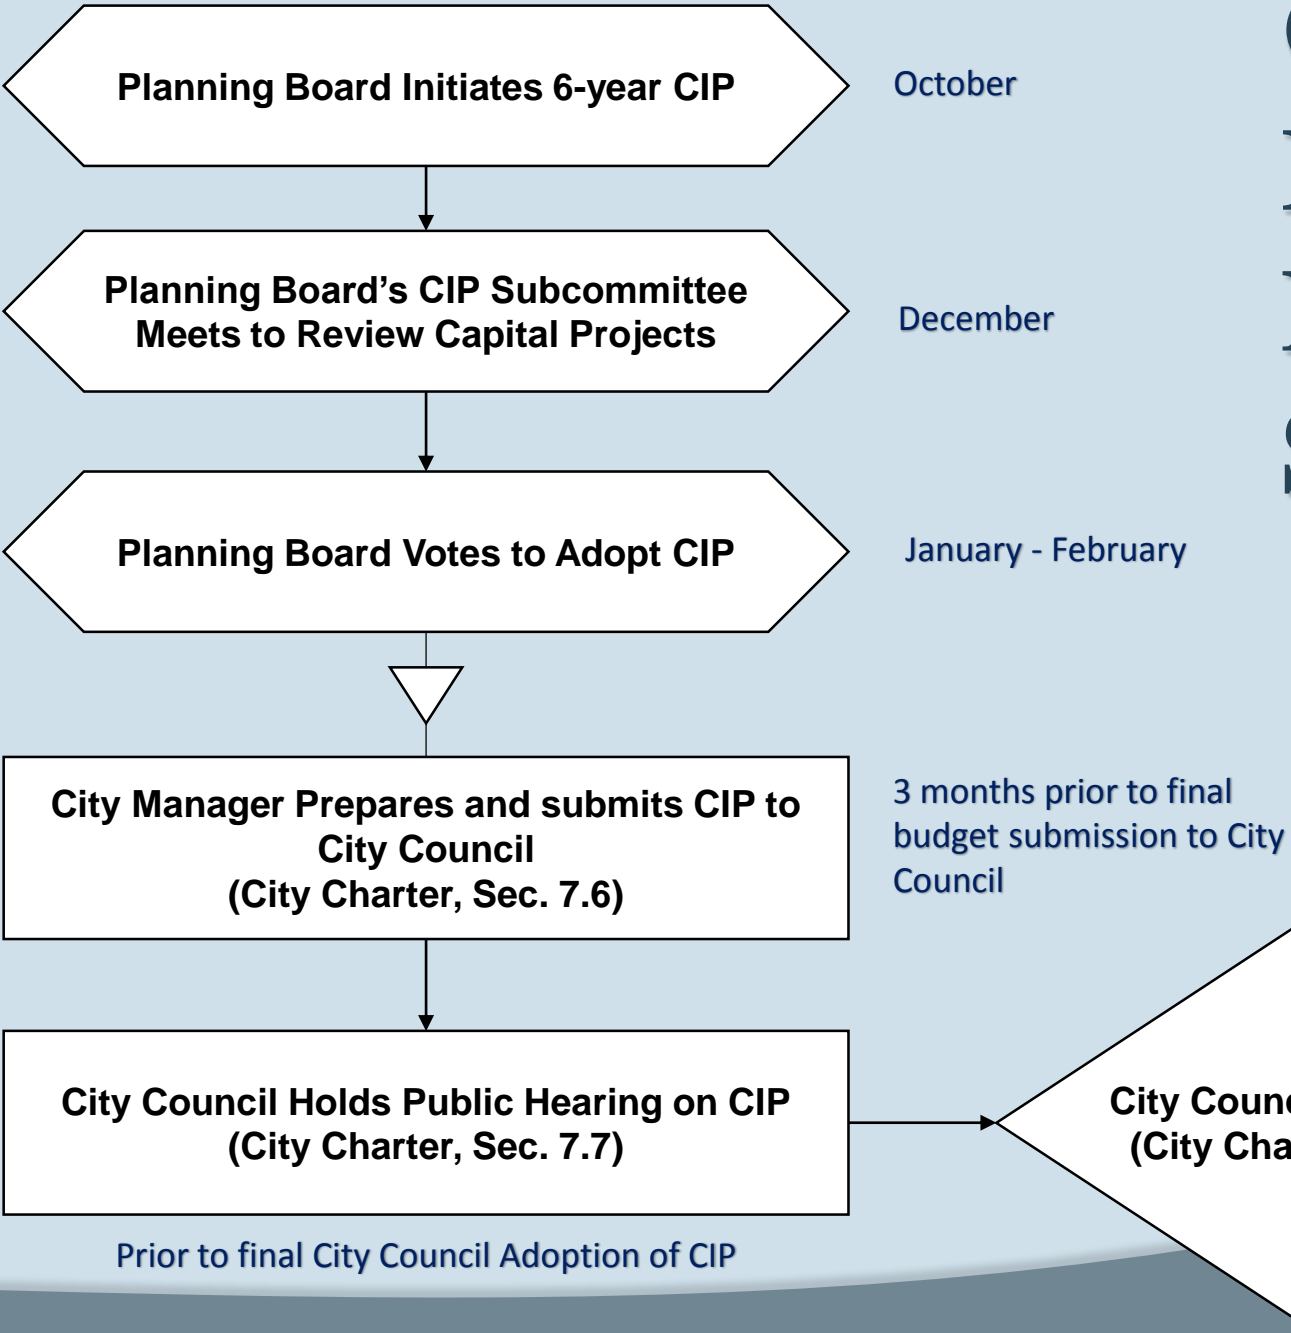 Planning Board Initiates 6-year CIP
October
Planning Board’s CIP Subcommittee
Meets to Review Capital Projects
December
Planning Board Votes to Adopt CIP
January - February
City Manager Prepares and submits CIP to
City Council
(City Charter, Sec. 7.6)
3 months prior to final
budget submission to City
Council
City Council Holds Public Hearing on CIP
(City Charter, Sec. 7.7)
Prior to final City Council Adoption of CIP
City
(City